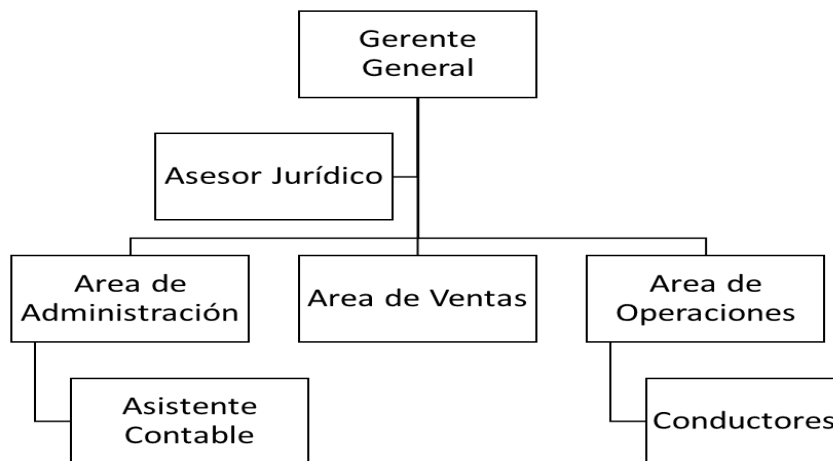 Gerente
General
Asesor Jurídico
Area de
Administración
Area de Ventas
Area de
Operaciones
Asistente
Contable
Conductores